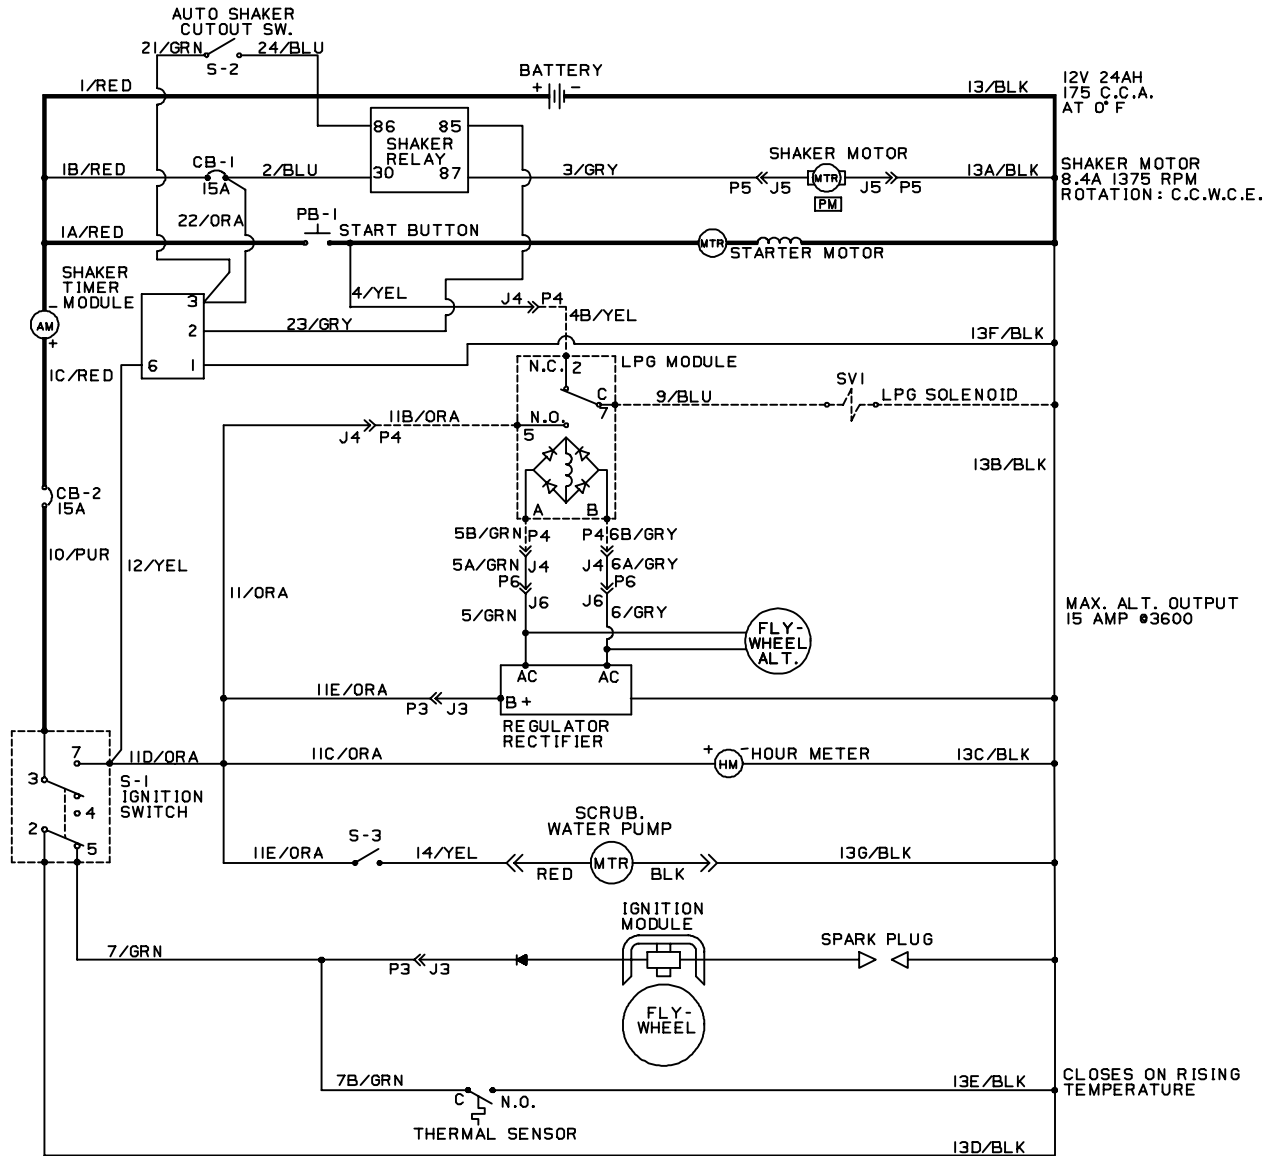 AUTO SHAKER
CUTOUT SW.
21/GRN
24/BLU
S-2
1/RED
BATTERY
+ -
13/BLK
12V 24AH
175 C.C.A.
AT 0° F
86 85
SHAKER
RELAY
30 87
1B/RED
CB-1
15A
2/BLU
3/GRY
SHAKER MOTOR
P5 J5
MTR
J5 P5
PM
13A/BLK
SHAKER MOTOR
8.4A 1375 RPM
ROTATION: C.C.W.C.E.
22/ORA
PB-1
START BUTTON
1A/RED
MTR
STARTER MOTOR
SHAKER
TIMER
MODULE
3
2
6 1
-
AM
+
4/YEL
J4 P4
4B/YEL
23/GRY
13F/BLK
1C/RED
N.C. 2
LPG MODULE
C
7
9/BLU
SV1
LPG SOLENOID
11B/ORA
J4 P4
N.O.
5
13B/BLK
CB-2
15A
A B
5B/GRN P4
P4 6B/GRY
10/PUR
12/YEL
5A/GRN J4
J4 6A/GRY
P6
P6
J6
J6
11/ORA
5/GRN
6/GRY
MAX. ALT. OUTPUT
15 AMP @3600
FLY-
WHEEL
ALT.
AC AC
11E/ORA
P3 J3
B+
REGULATOR
RECTIFIER
7
11D/ORA
11C/ORA
+ -
HM
HOUR METER
13C/BLK
3
4
2
5
S-1
IGNITION
SWITCH
SCRUB.
WATER PUMP
11E/ORA
S-3
14/YEL
RED
MTR
BLK
13G/BLK
IGNITION
MODULE
7/GRN
P3 J3
SPARK PLUG
FLY-
WHEEL
7B/GRN
C N.O.
THERMAL SENSOR
13E/BLK
CLOSES ON RISING
TEMPERATURE
13D/BLK